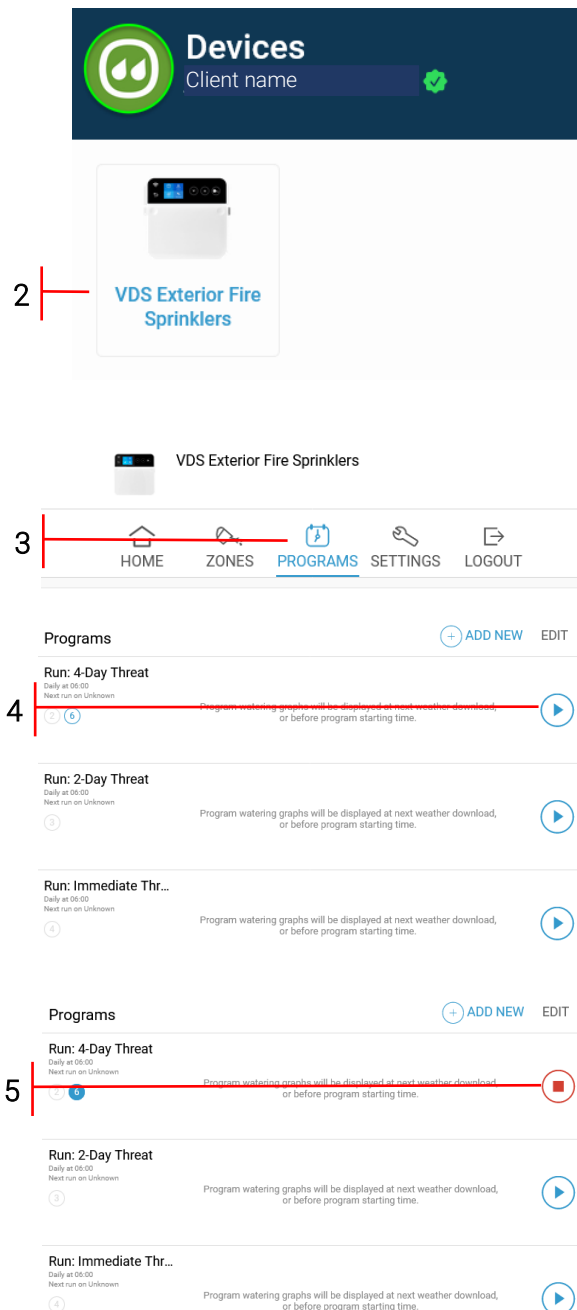 Devices
Client name
2
VDS Exterior Fire
Sprinklers
VDS Exterior Fire Sprinklers
3
HOME ZONES PROGRAMS SETTINGS LOGOUT
Programs + ADD NEW EDIT
Run: 4-Day Threat
Daily at 06:00
Next run on Unknown
4
2 6
Program watering graphs will be displayed at next weather download,
or before program starting time.
Run: 2-Day Threat
Daily at 06:00
Next run on Unknown
3
Program watering graphs will be displayed at next weather download,
or before program starting time.
Run: Immediate Thr...
Daily at 06:00
Next run on Unknown
4
Program watering graphs will be displayed at next weather download,
or before program starting time.
Programs + ADD NEW EDIT
Run: 4-Day Threat
Daily at 06:00
Next run on Unknown
5
2 6
Program watering graphs will be displayed at next weather download,
or before program starting time.
Run: 2-Day Threat
Daily at 06:00
Next run on Unknown
3
Program watering graphs will be displayed at next weather download,
or before program starting time.
Run: Immediate Thr...
Daily at 06:00
Next run on Unknown
4
Program watering graphs will be displayed at next weather download,
or before program starting time.